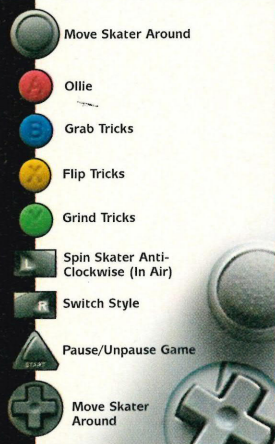 Move Skater Around
A
Ollie
B
Grab Tricks
X
Flip Tricks
Y
Grind Tricks
L
Spin Skater Anti-
Clockwise (In Air)
R
Switch Style
START
Pause/Unpause Game
Move Skater
Around